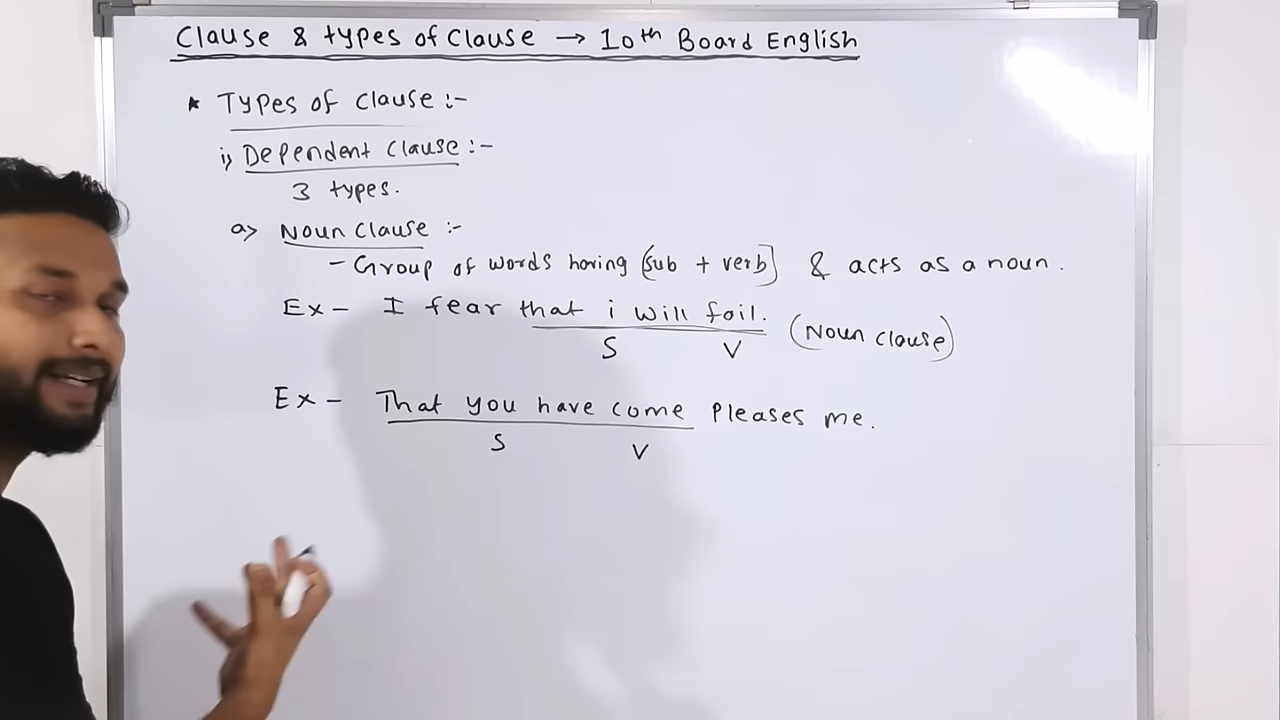 Clause & types of Clause → 10th Board English
* Types of Clause :-
i) Dependent Clause :-
3 types.
a) Noun Clause :-
- Group of words having [sub + verb] & acts as a noun.
Ex - I fear that i will fail.
(Noun Clause)
S V
Ex - That you have come Pleases me.
S V